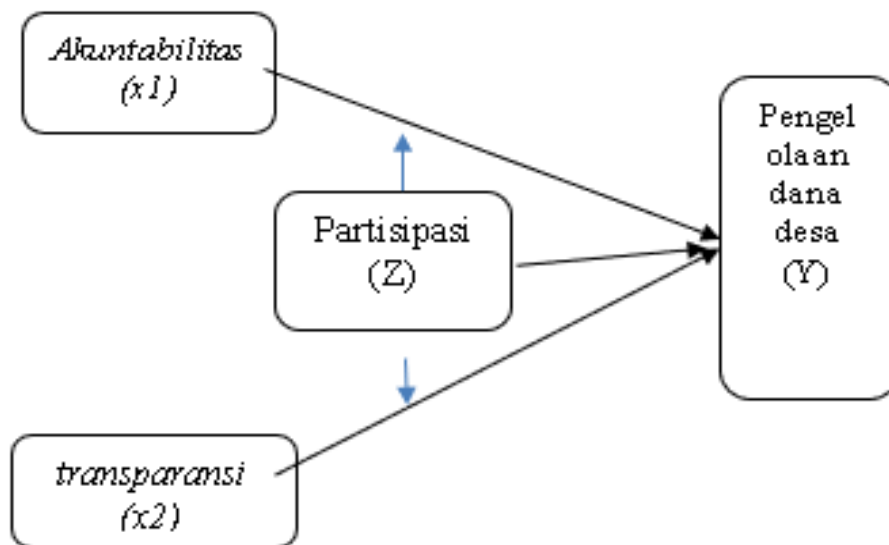 Akuntabilitas
(x1)
Pengel
olaan
dana
desa
(Y)
Partisipasi
(Z)
transparansi
(x2)